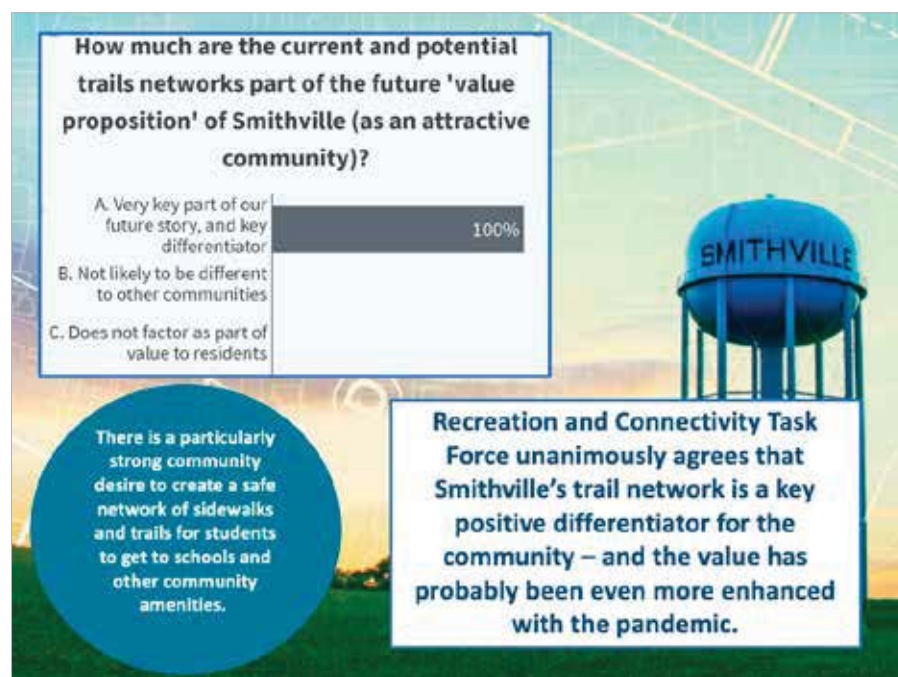 How much are the current and potential
trails networks part of the future 'value
proposition' of Smithville (as an attractive
community)?
A. Very key part of our
future story, and key
differentiator
100%
B. Not likely to be different
to other communities
C. Does not factor as part of
value to residents
SMITHVILLE
There is a particularly
strong community
desire to create a safe
network of sidewalks
and trails for students
to get to schools and
other community
amenities.
Recreation and Connectivity Task
Force unanimously agrees that
Smithville's trail network is a key
positive differentiator for the
community – and the value has
probably been even more enhanced
with the pandemic.